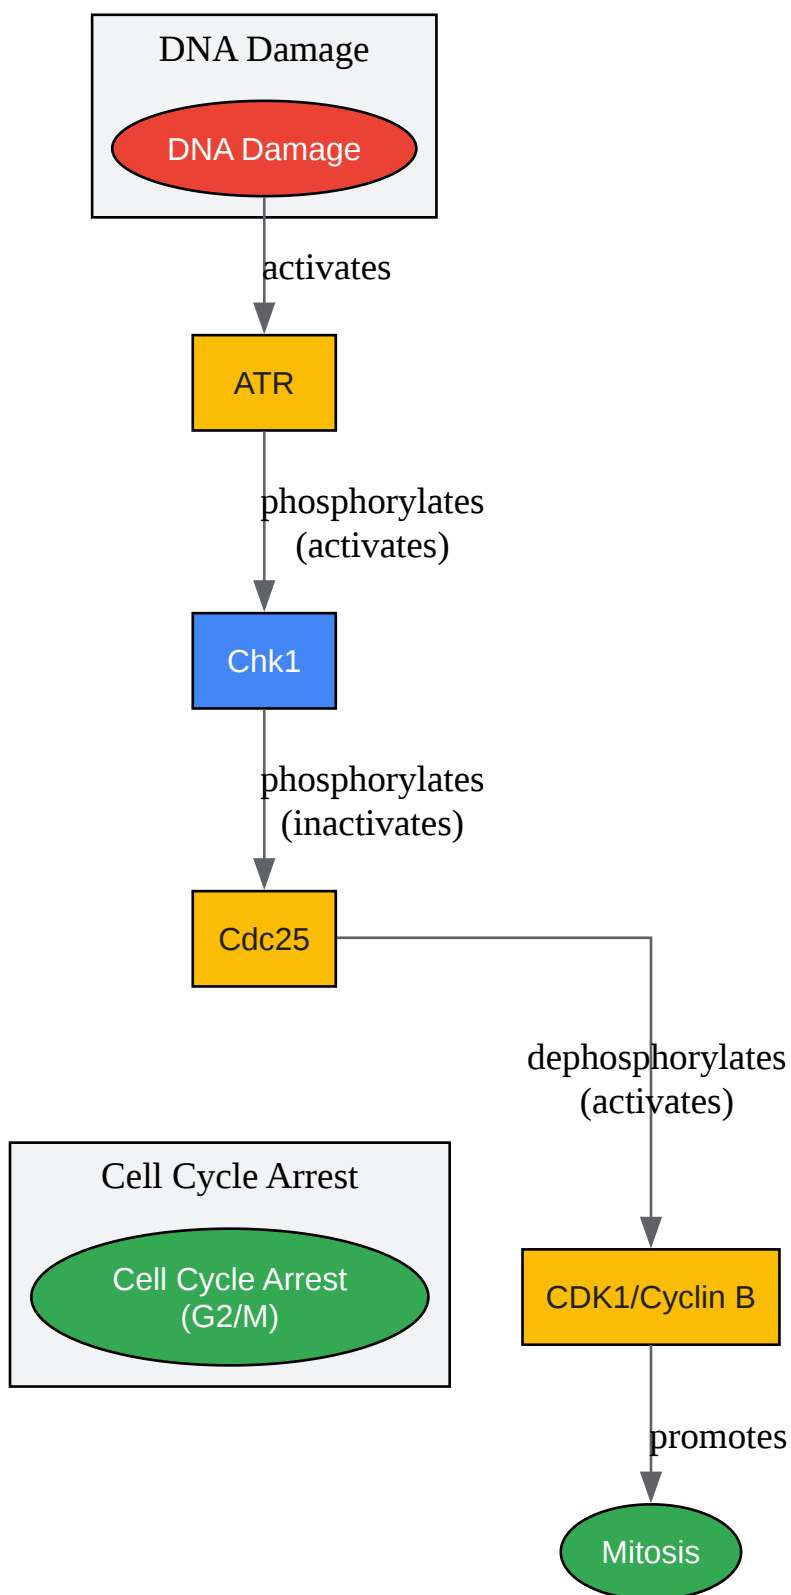 DNA Damage
DNA Damage
activates
ATR
phosphorylates
(activates)
Chk1
phosphorylates
(inactivates)
Cdc25
dephosphorylates
(activates)
Cell Cycle Arrest
Cell Cycle Arrest
(G2/M)
CDK1/Cyclin B
promotes
Mitosis